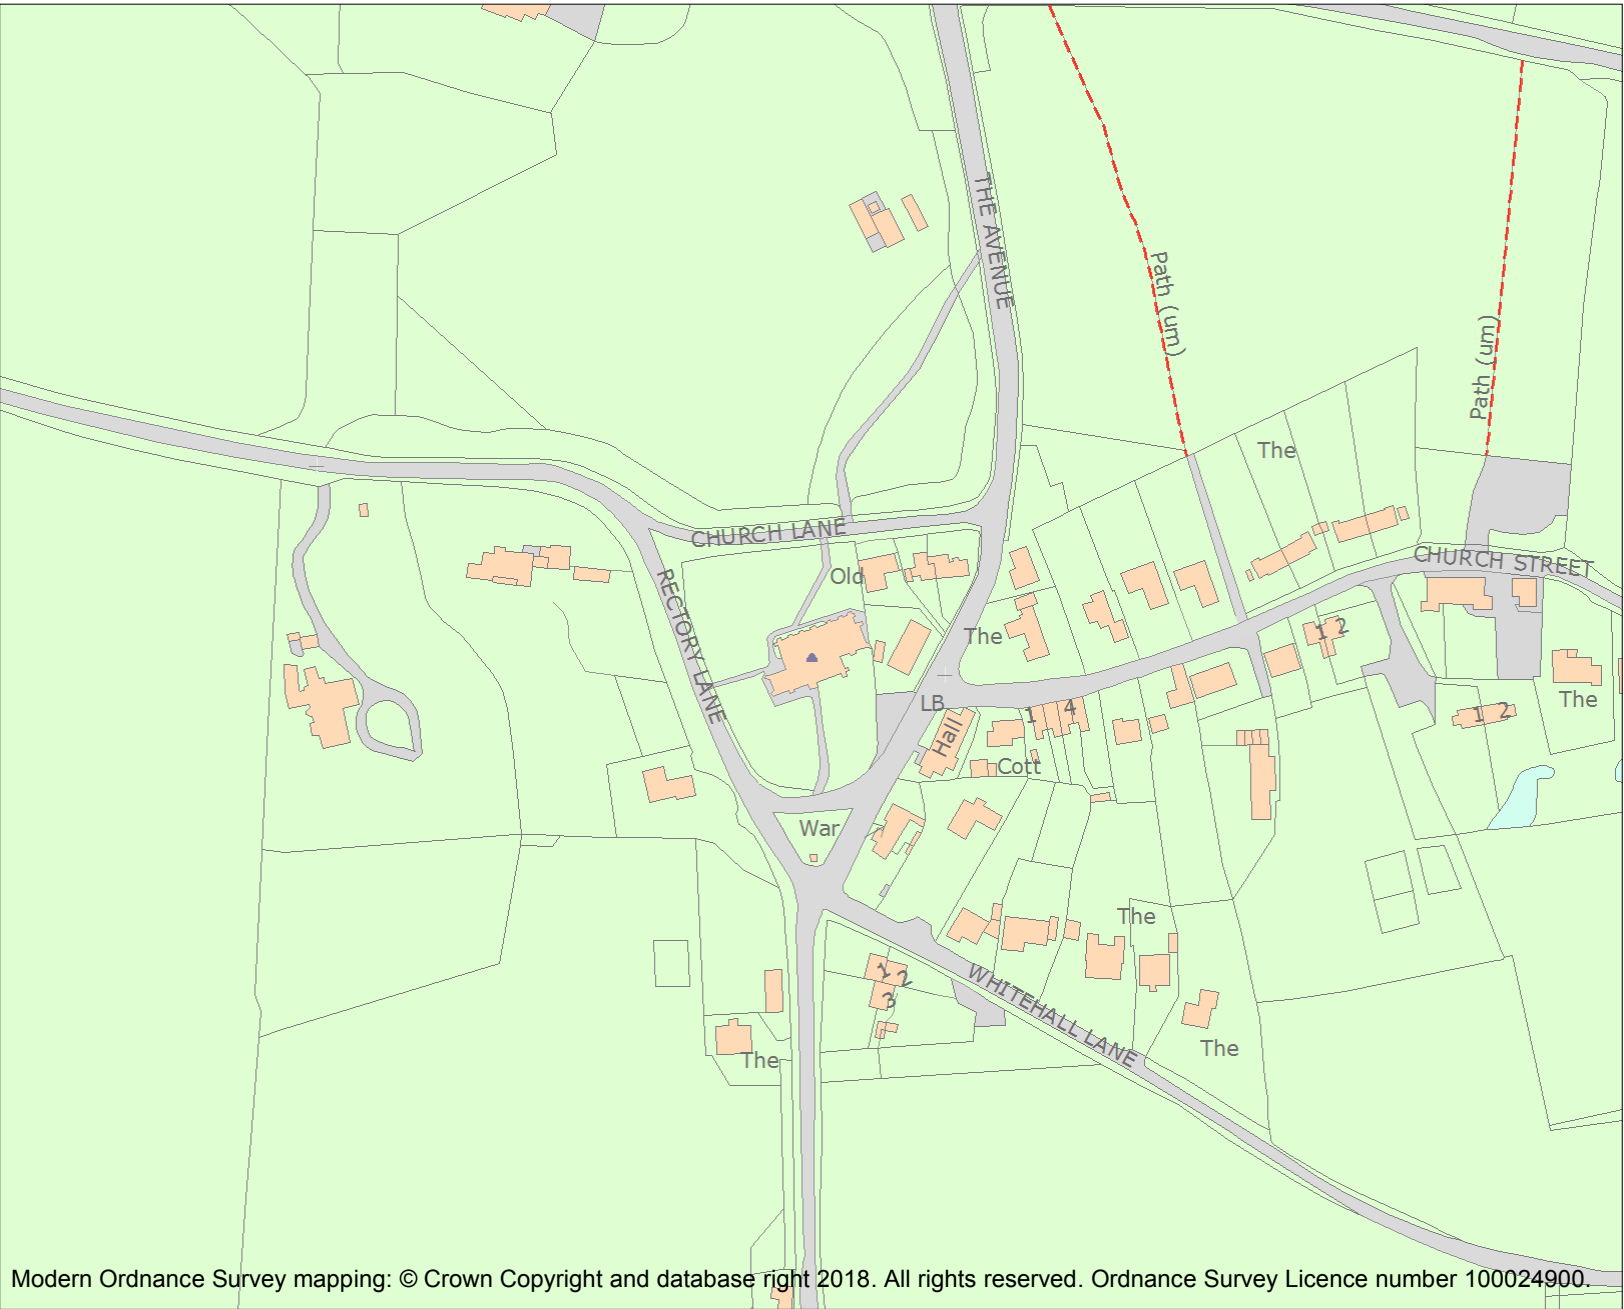 THE AVENUE
Path (um)
Path (um)
The
CHURCH LANE
CHURCH STREET
Old
RECTORY LANE
The
1 2
LB
Hall
1
4
The
1 2
Cott
War
The
WHITEHALL LANE
1 2
3
The
The
Modern Ordnance Survey mapping: © Crown Copyright and database right 2018. All rights reserved. Ordnance Survey Licence number 100024900.